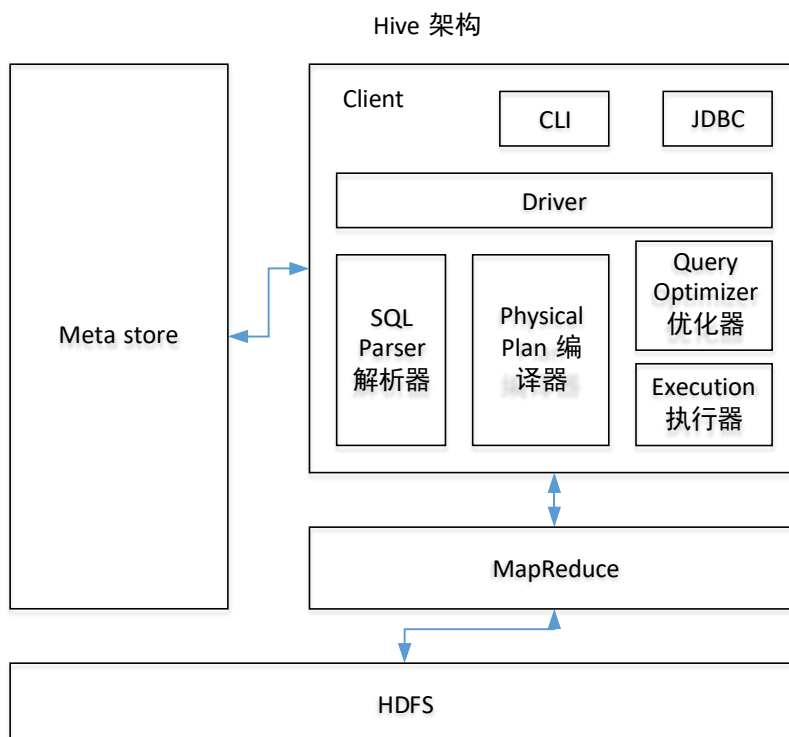 Hive 架构
Client
CLI
JDBC
Driver
Meta store
SQL
Parser
解析器
Physical
Plan 编
译器
Query
Optimizer
优化器
Execution
执行器
MapReduce
HDFS